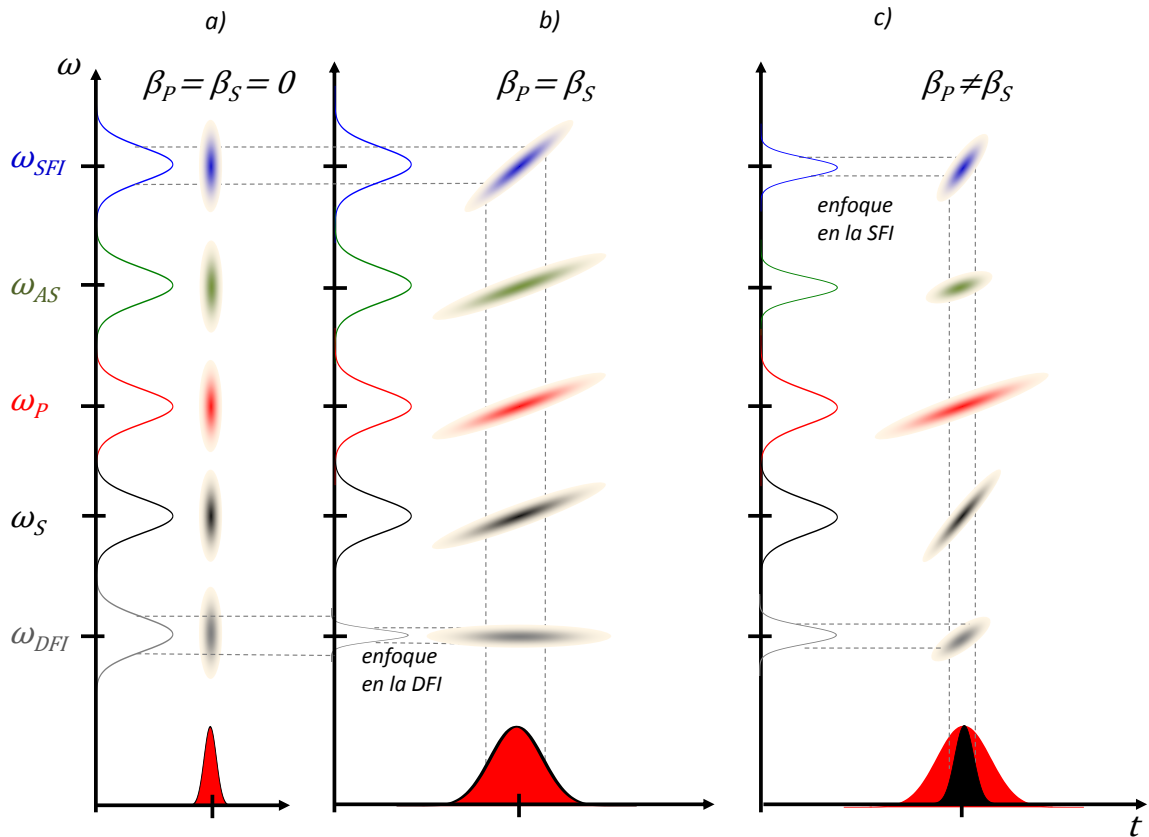 a)
b)
c)
ω
β_P = β_S = 0
β_P = β_S
β_P ≠ β_S
ω_SFI
enfoque
en la SFI
ω_AS
ω_P
ω_S
ω_DFI
enfoque
en la DFI
t